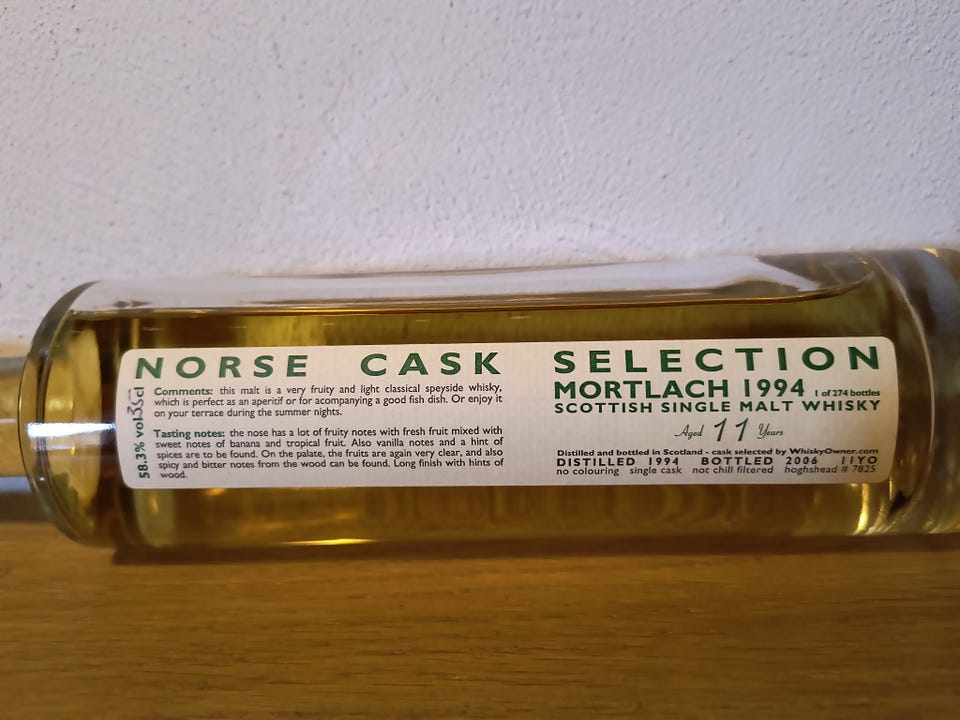 NORSE CASK SELECTION
Comments: this malt is a very fruity and light classical speyside whisky,
which is perfect as an aperitif or for acompanying a good fish dish. Or enjoy it
on your terrace during the summer nights.
Tasting notes: the nose has a lot of fruity notes with fresh fruit mixed with
sweet notes of banana and tropical fruit. Also vanilla notes and a hint of
spices are to be found. On the palate, the fruits are again very clear, and also
spicy and bitter notes from the wood can be found. Long finish with hints of
wood.
58.3% vol
MORTLACH 1994 1 of 274 bottles
SCOTTISH SINGLE MALT WHISKY
Aged 11 Years
Distilled and bottled in Scotland - cask selected by WhiskyOwner.com
DISTILLED 1994 BOTTLED 2006 11YO
no colouring single cask not chill filtered hoghshead # 7825